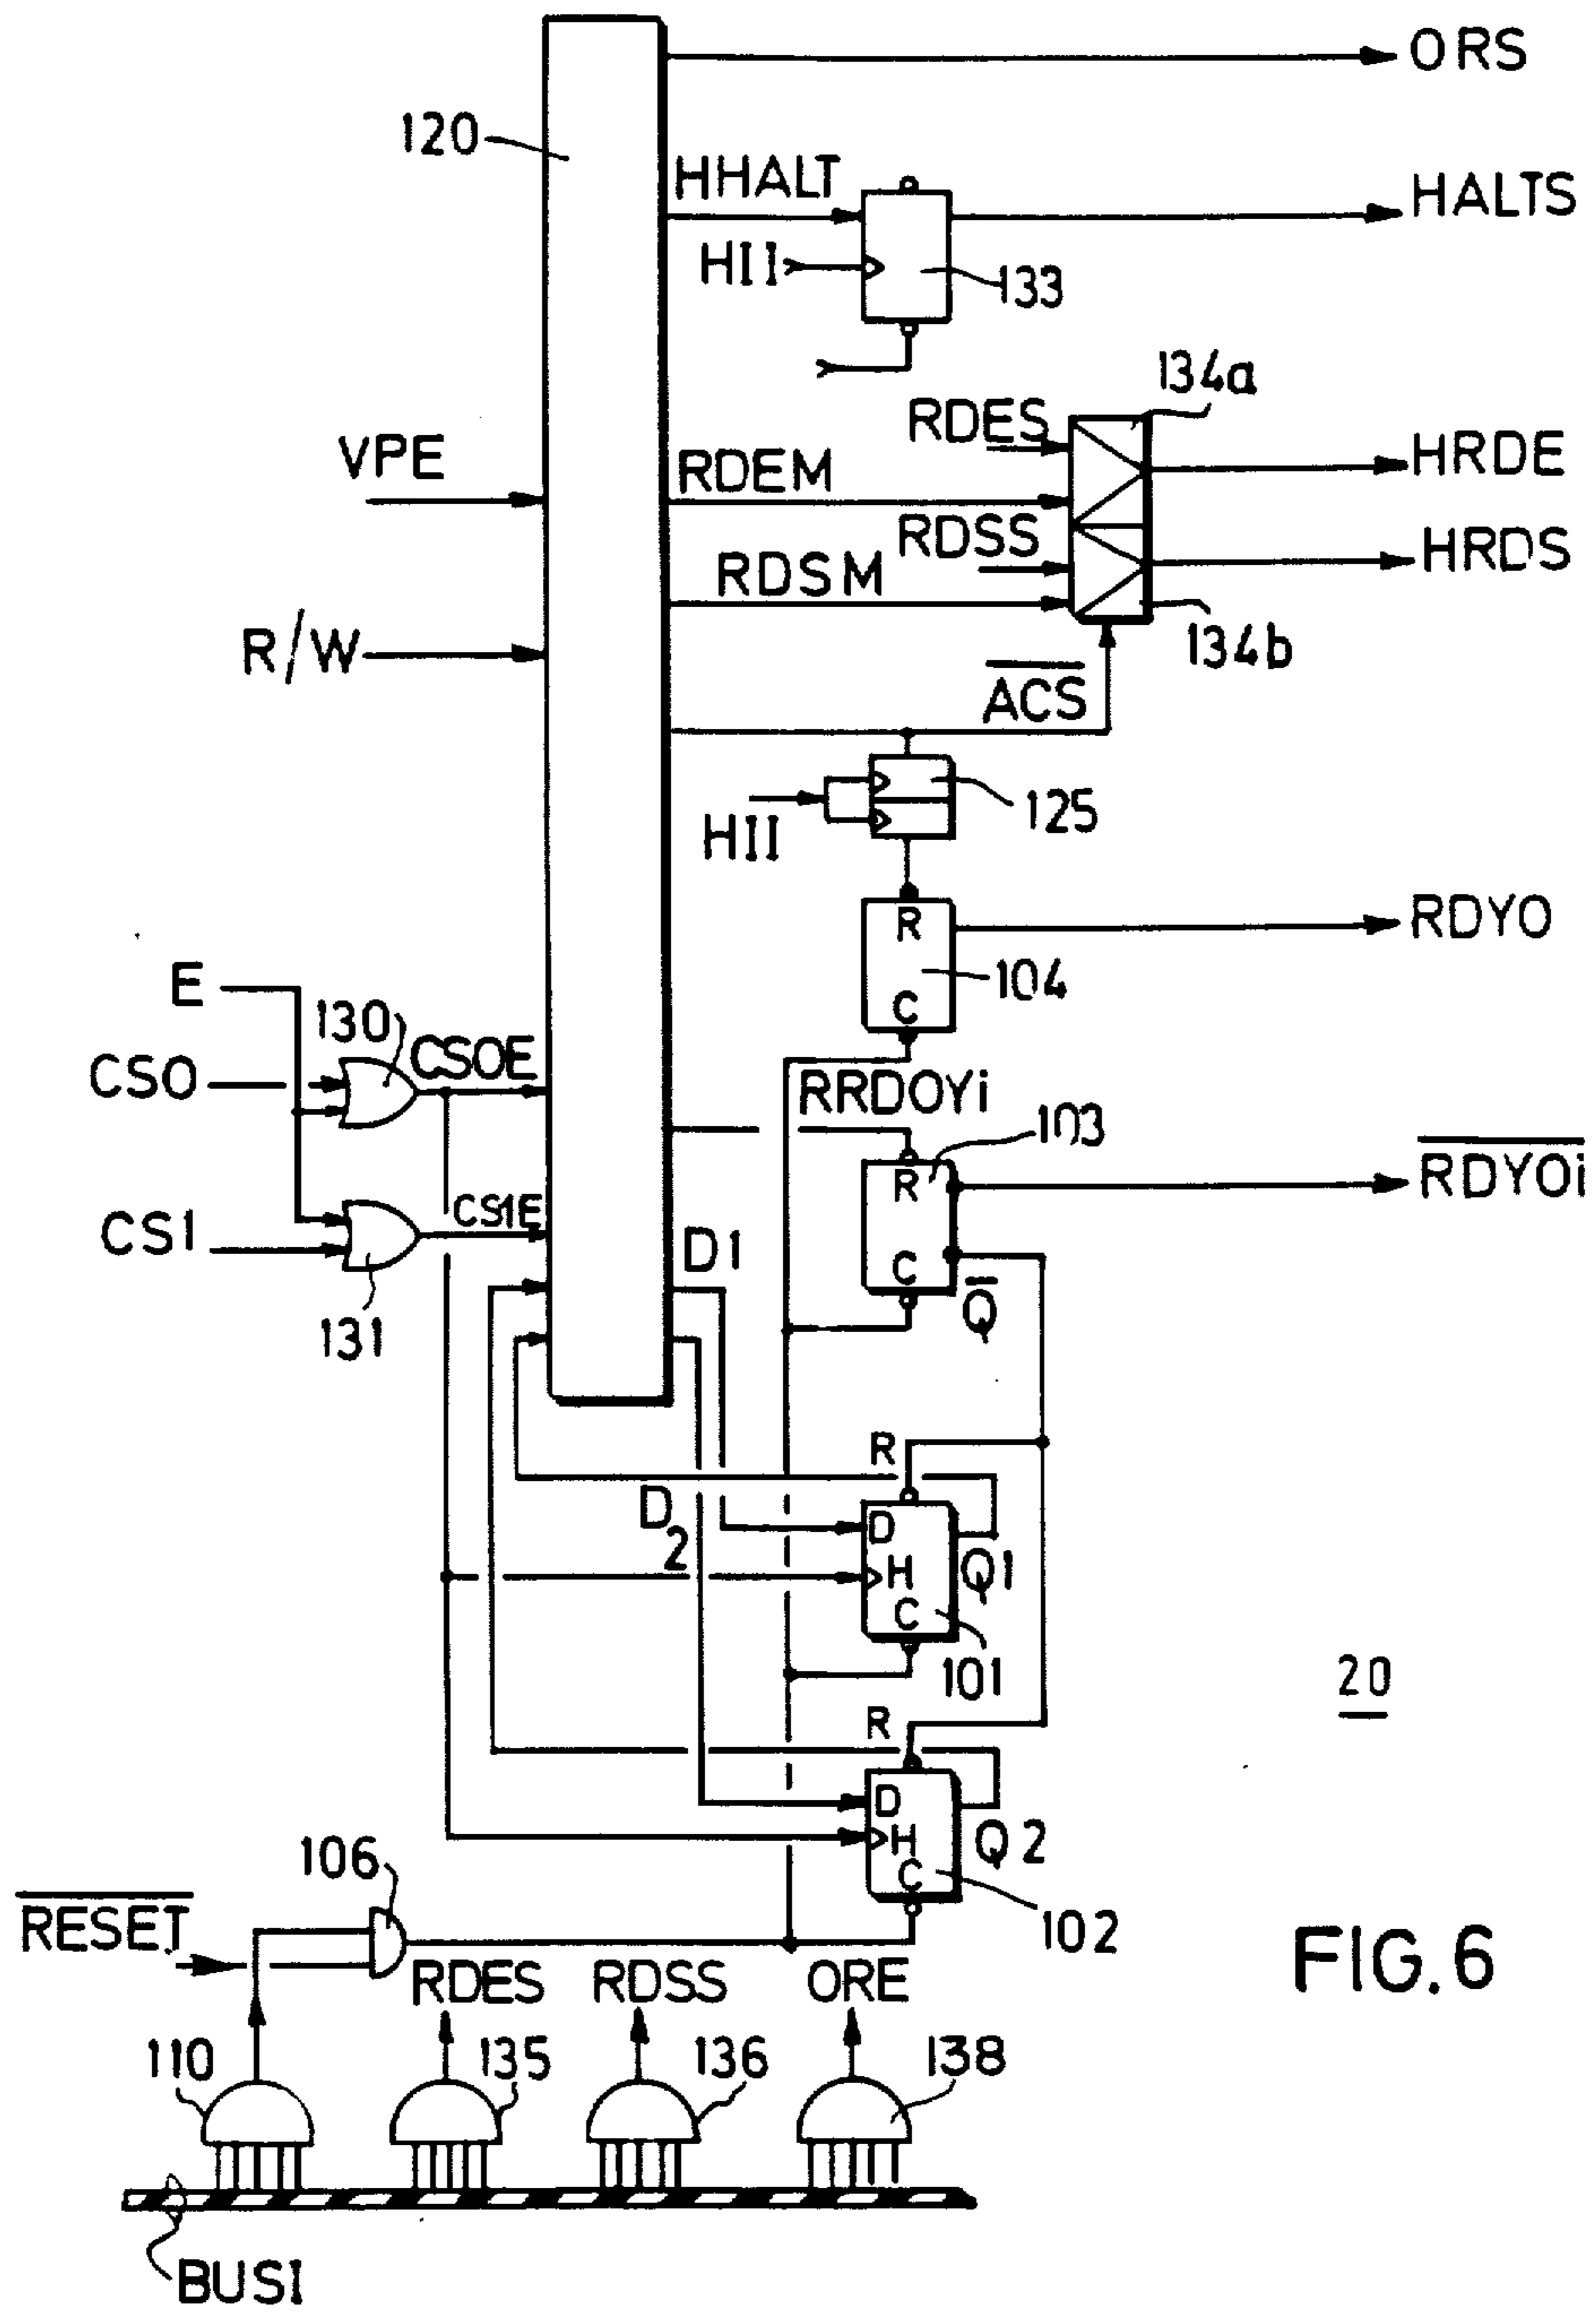 ORS
120
HHALT
HALTS
HII
133
134a
RDES
HRDE
VPE
RDEM
RDSS
HRDS
RDSM
134b
R/W
ACS
125
HII
R
RDYO
104
C
E
130
CSOE
CSO
RRDOYi
103
R
RDYOi
CS1E
CS1
D1
C
Q
131
R
D2
D
H
Q1
C
101
20
R
D
H
Q2
C
106
102
RESET
RDES
RDSS
ORE
FIG.6
110
135
136
138
BUSI